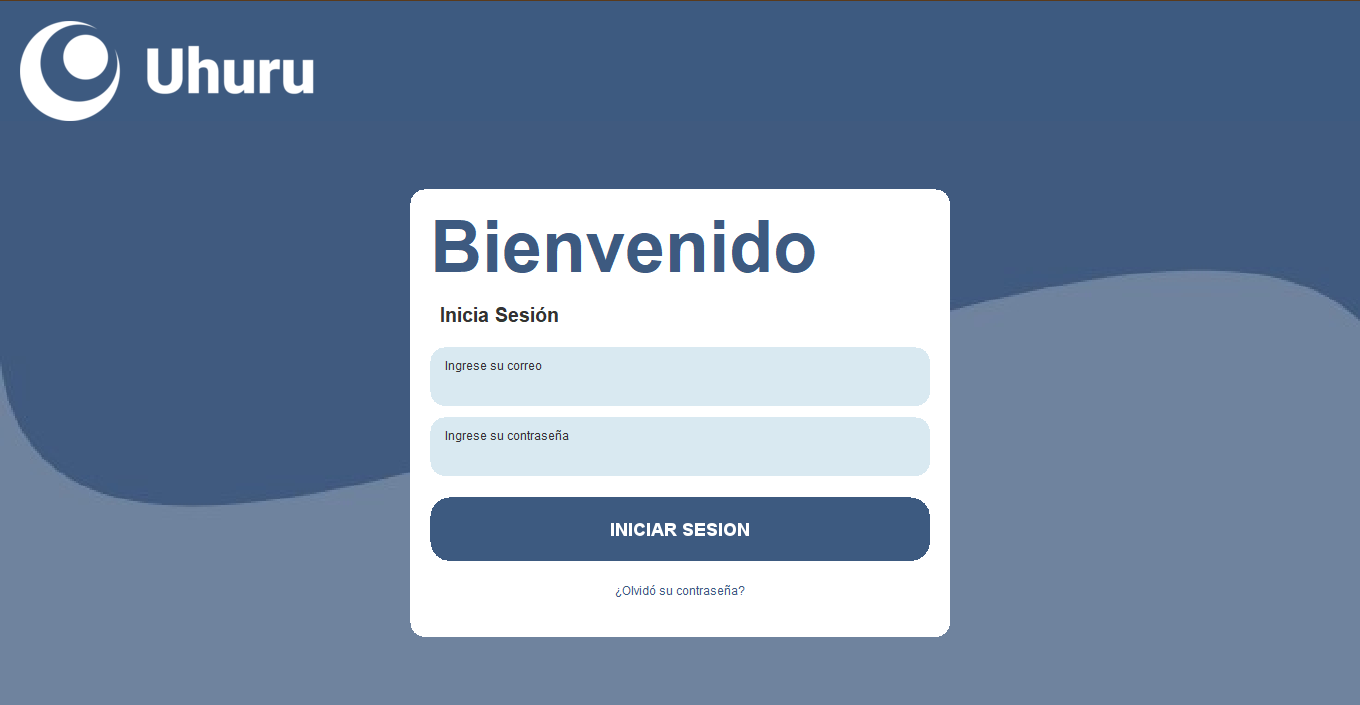 Uhuru
Bienvenido
Inicia Sesión
Ingrese su correo
Ingrese su contraseña
INICIAR SESION
¿Olvidó su contraseña?